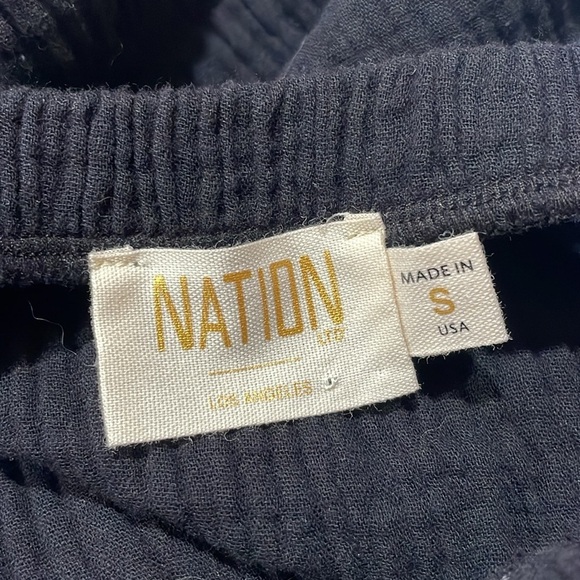 NATION
LTD
LOS ANGELES
MADE IN
S
USA